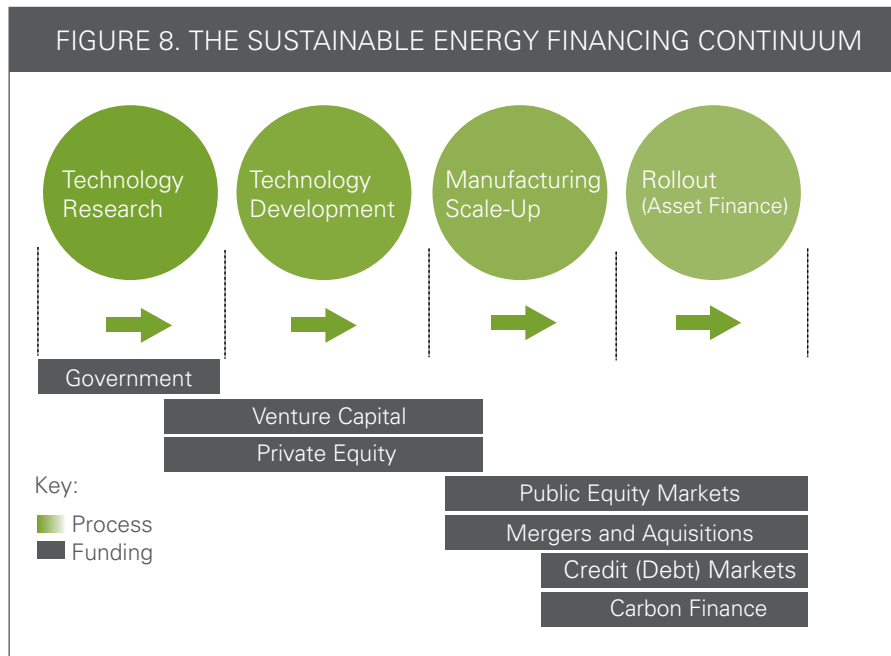 FIGURE 8. THE SUSTAINABLE ENERGY FINANCING CONTINUUM
Technology
Research
Technology
Development
Manufacturing
Scale-Up
Rollout
(Asset Finance)
Government
Venture Capital
Private Equity
Public Equity Markets
Mergers and Aquisitions
Credit (Debt) Markets
Carbon Finance
Key:
Process
Funding